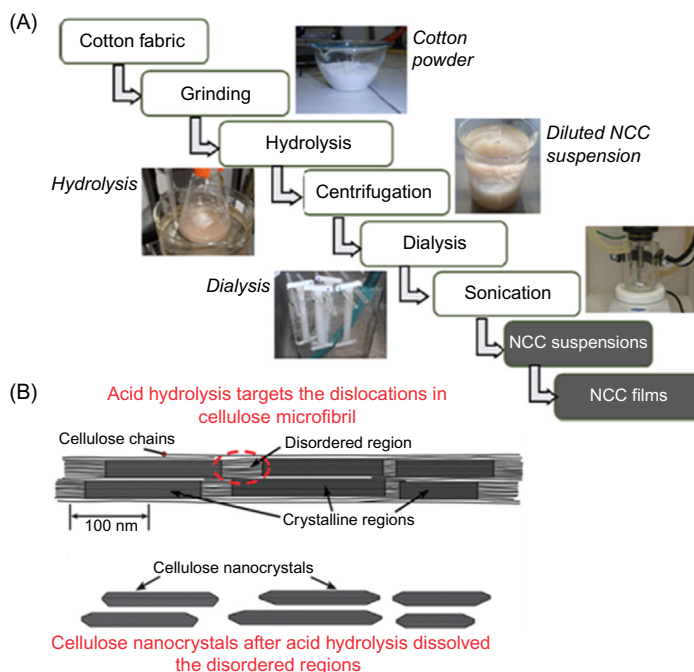 (A)
Cotton fabric
Cotton
powder
Grinding
Hydrolysis
Diluted NCC
suspension
Hydrolysis
Centrifugation
Dialysis
Dialysis
Sonication
NCC suspensions
NCC films
(B)
Acid hydrolysis targets the dislocations in
cellulose microfibril
Cellulose chains
Disordered region
100 nm
Crystalline regions
Cellulose nanocrystals
Cellulose nanocrystals after acid hydrolysis dissolved
the disordered regions